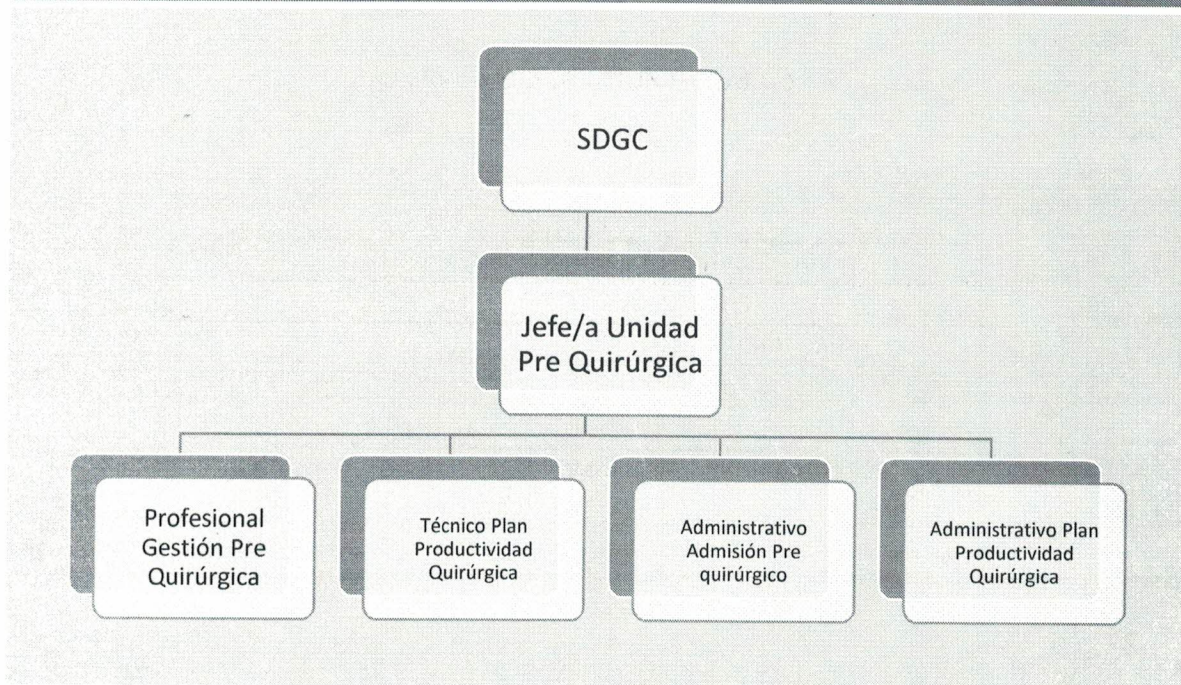 SDGC
Jefe/a Unidad
Pre Quirúrgica
Profesional
Gestión Pre
Quirúrgica
Técnico Plan
Productividad
Quirúrgica
Administrativo
Admisión Pre
quirúrgico
Administrativo Plan
Productividad
Quirúrgica